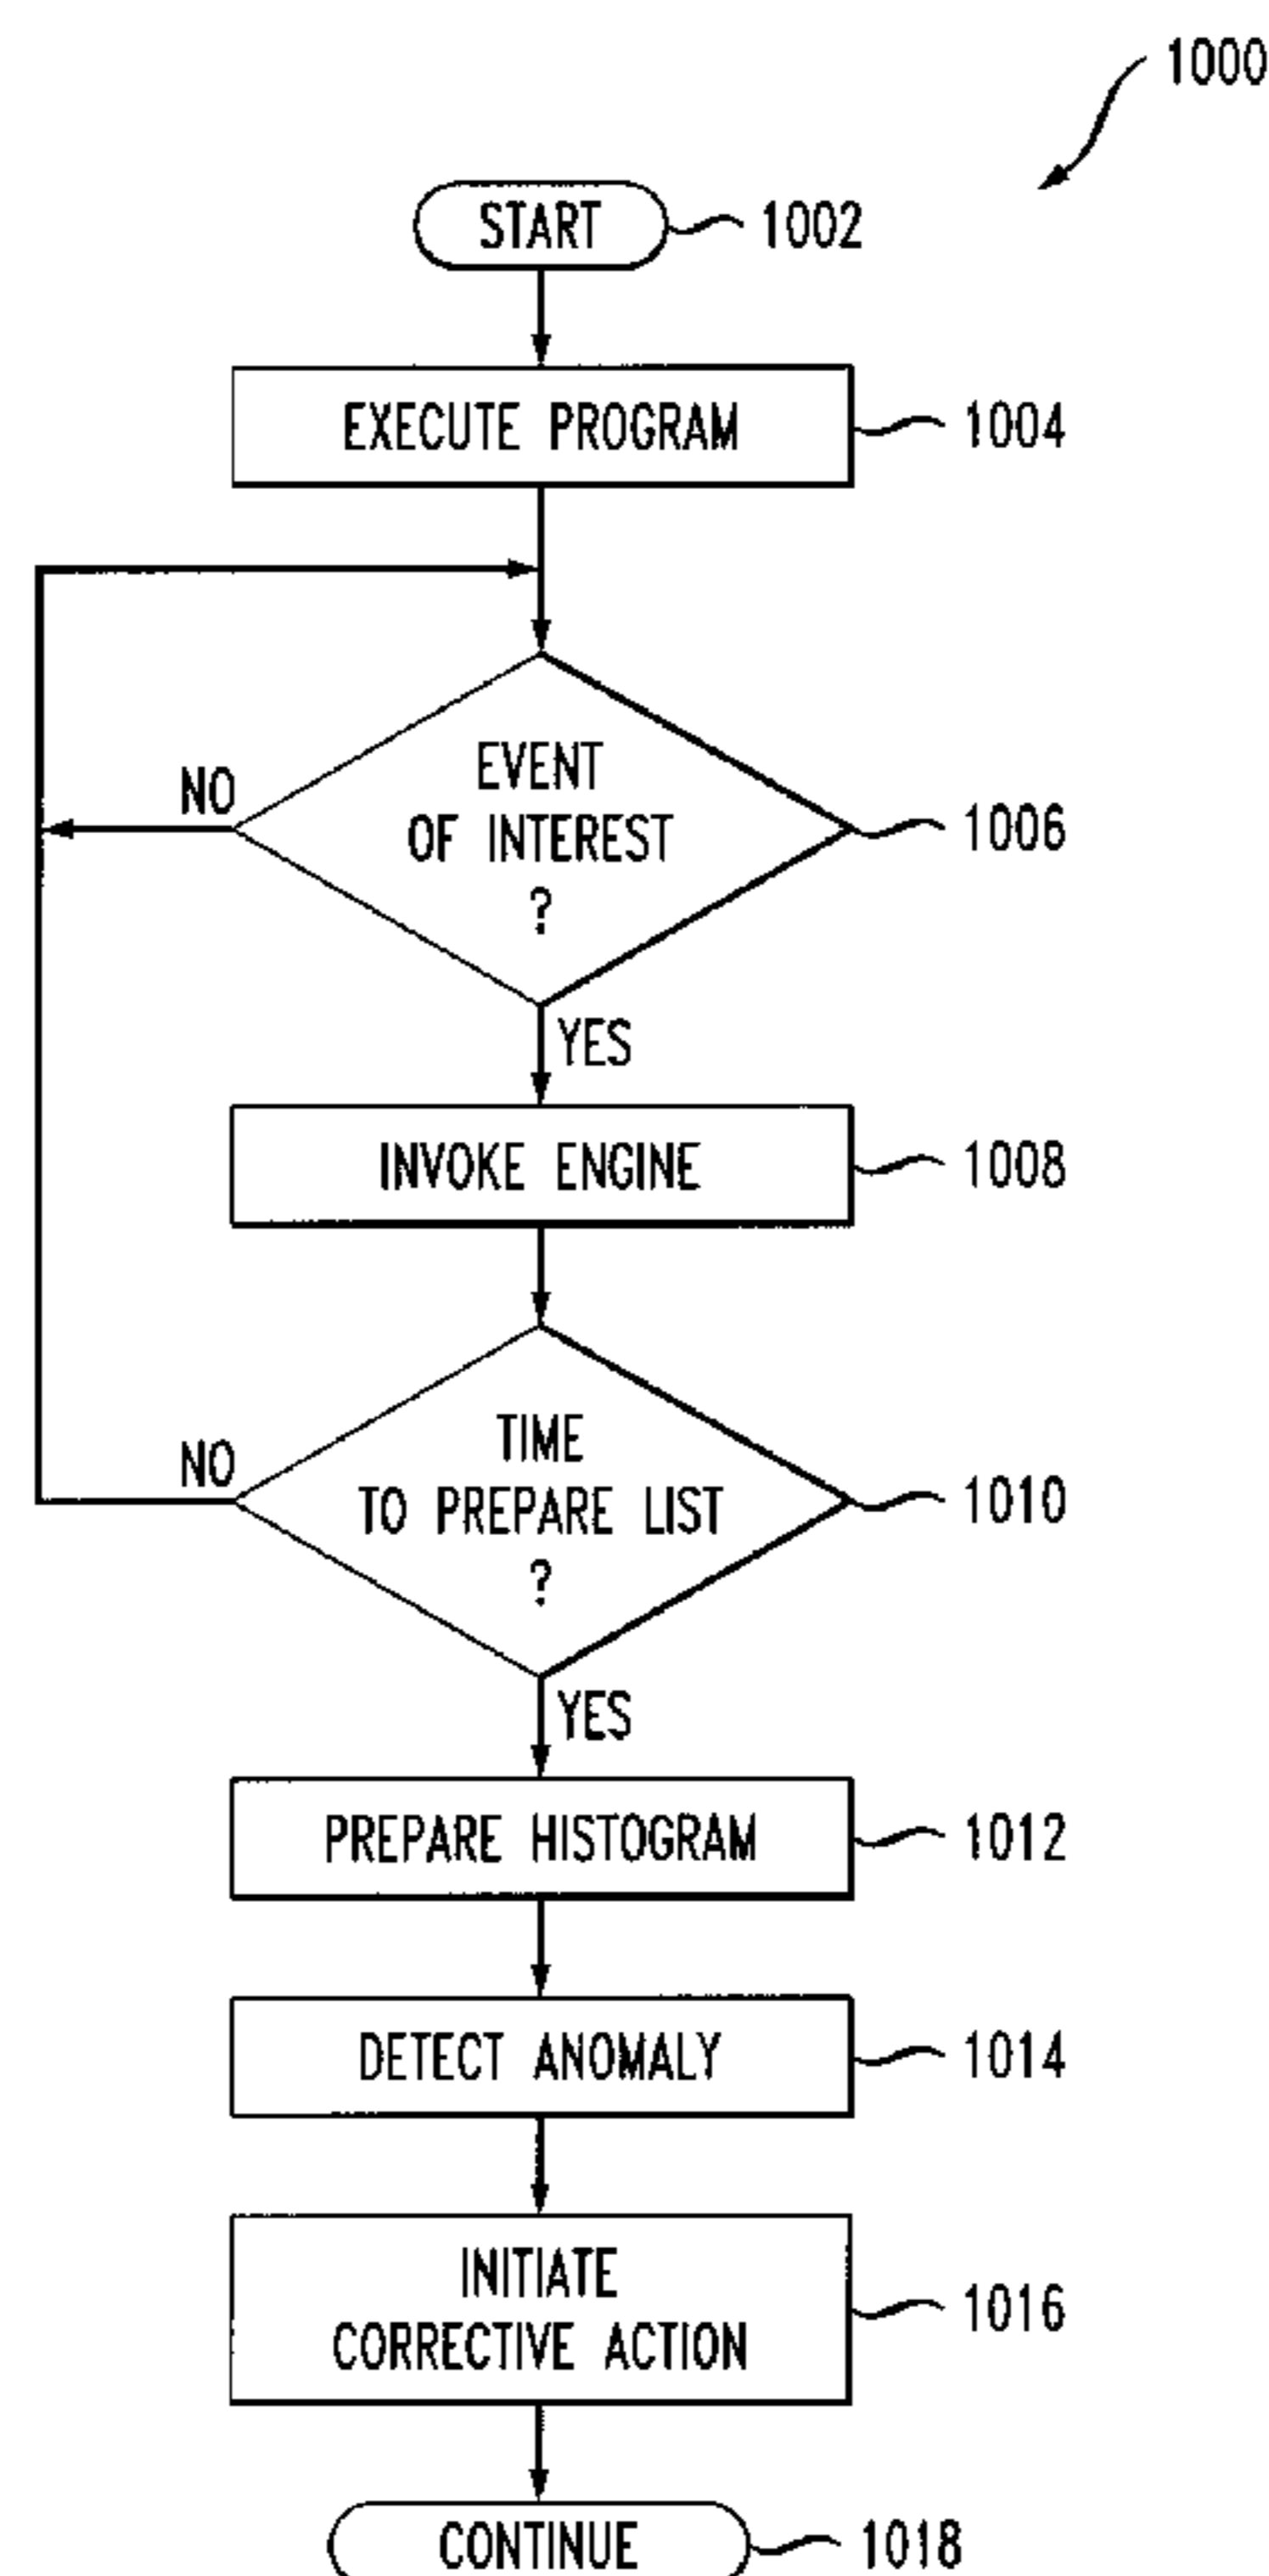 1000
START 1002
EXECUTE PROGRAM 1004
EVENT
OF INTEREST
?
1006
NO
YES
INVOKE ENGINE 1008
TIME
TO PREPARE LIST
?
1010
NO
YES
PREPARE HISTOGRAM 1012
DETECT ANOMALY 1014
INITIATE
CORRECTIVE ACTION
1016
CONTINUE 1018